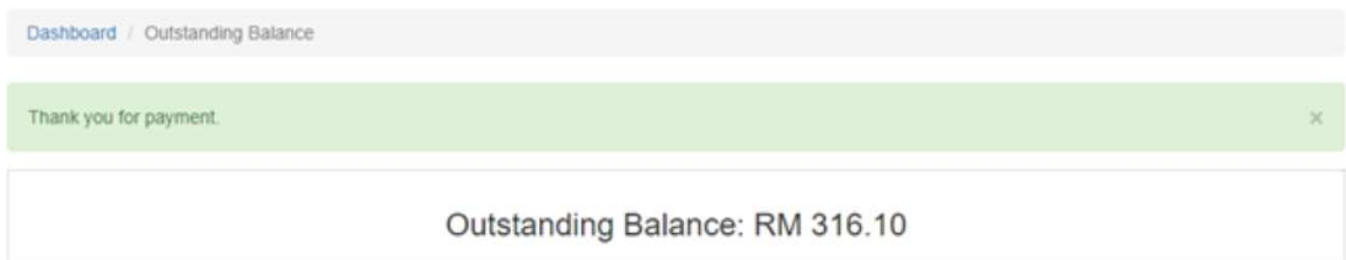 Dashboard / Outstanding Balance
Thank you for payment. ×
Outstanding Balance: RM 316.10